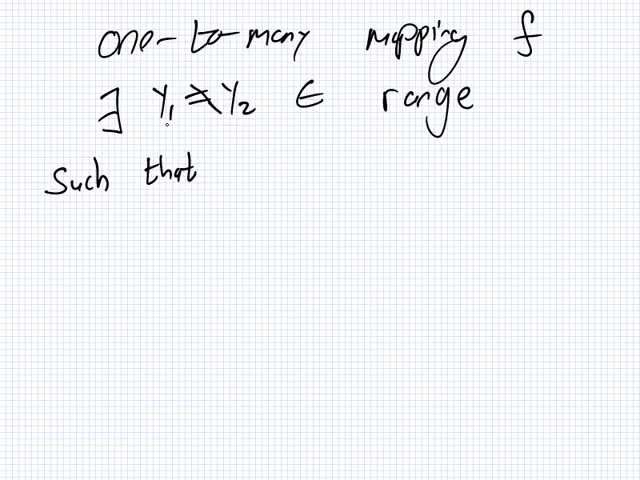 one-to-many mapping f
∃ y₁ ≠ y₂ ∈ range
such that